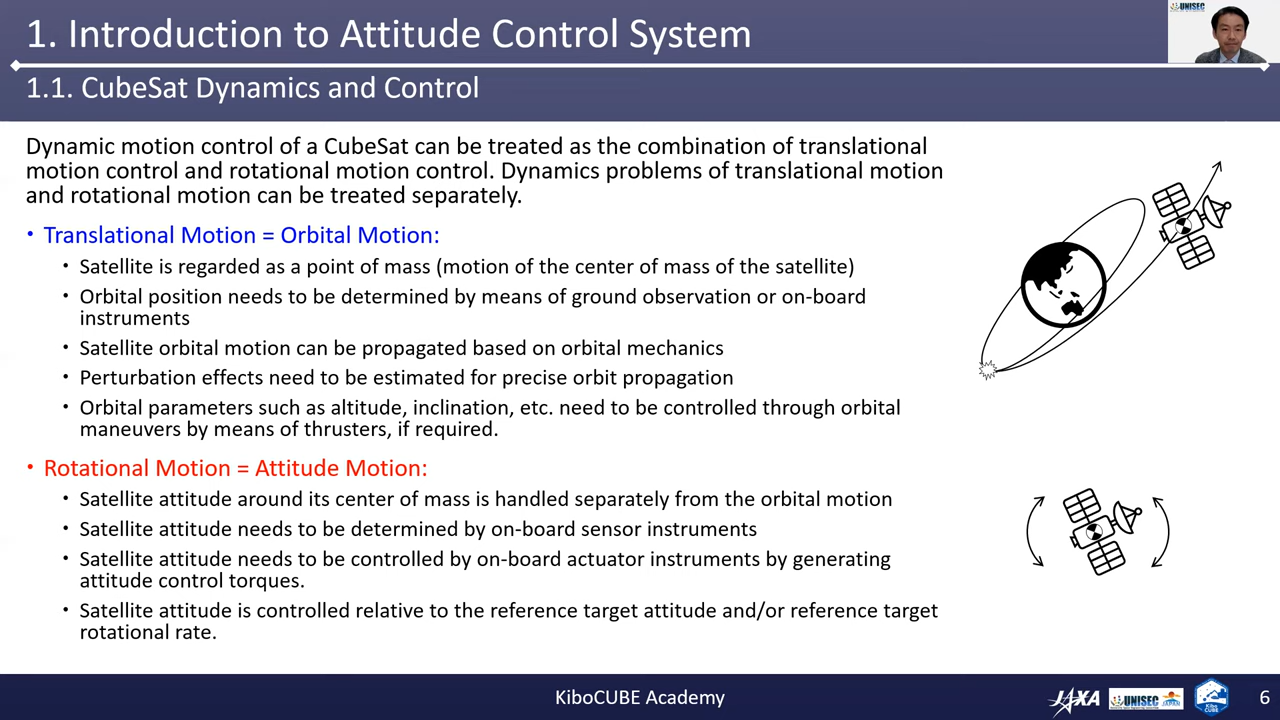 1. Introduction to Attitude Control System
UNISEC
1.1. CubeSat Dynamics and Control
Dynamic motion control of a CubeSat can be treated as the combination of translational
motion control and rotational motion control. Dynamics problems of translational motion
and rotational motion can be treated separately.
• Translational Motion = Orbital Motion:
• Satellite is regarded as a point of mass (motion of the center of mass of the satellite)
• Orbital position needs to be determined by means of ground observation or on-board
instruments
• Satellite orbital motion can be propagated based on orbital mechanics
• Perturbation effects need to be estimated for precise orbit propagation
• Orbital parameters such as altitude, inclination, etc. need to be controlled through orbital
maneuvers by means of thrusters, if required.
• Rotational Motion = Attitude Motion:
• Satellite attitude around its center of mass is handled separately from the orbital motion
• Satellite attitude needs to be determined by on-board sensor instruments
• Satellite attitude needs to be controlled by on-board actuator instruments by generating
attitude control torques.
• Satellite attitude is controlled relative to the reference target attitude and/or reference target
rotational rate.
KiboCUBE Academy
JAXA
UNISEC
JAPAN
Kibo
CUBE
6